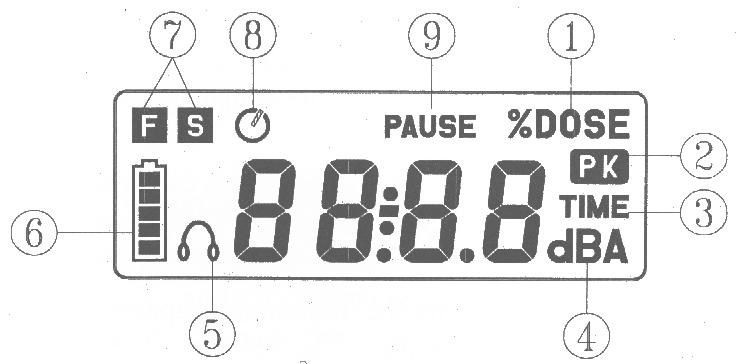 7 8 9 1
F S PAUSE %DOSE
PK 2
TIME 3
88:8.8 dBA
6
5 4